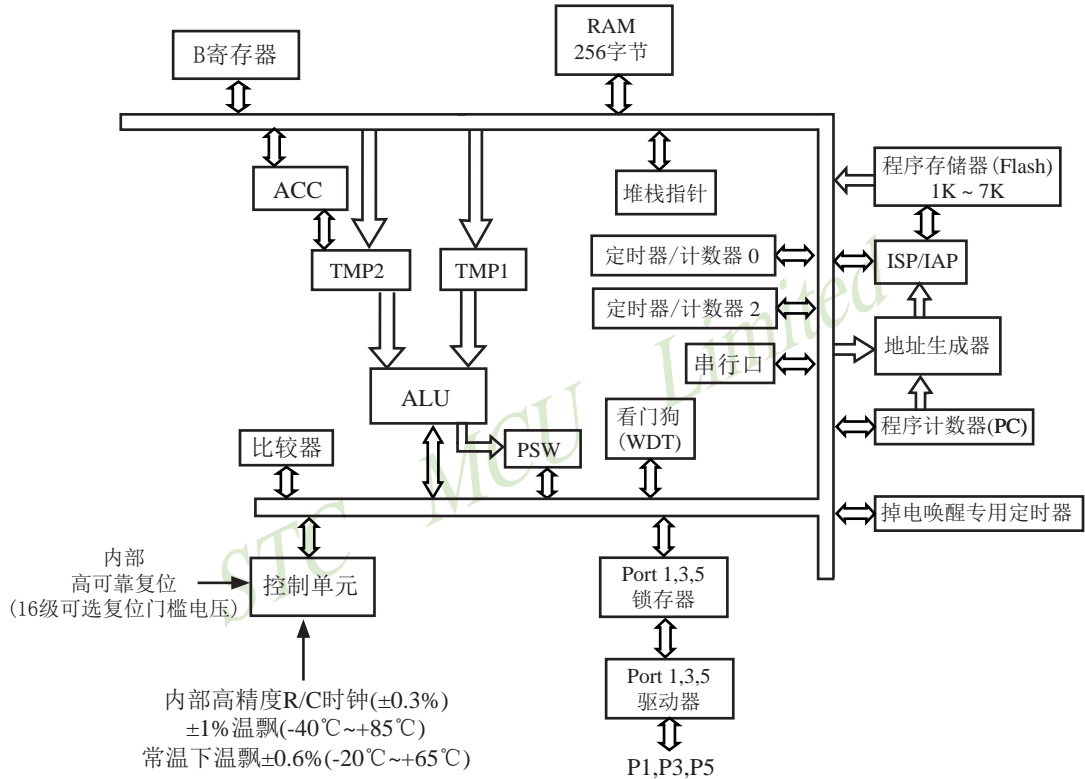 B寄存器
RAM
256字节
ACC
堆栈指针
程序存储器(Flash)
1K ~ 7K
TMP2
TMP1
定时器/计数器 0
ISP/IAP
定时器/计数器 2
地址生成器
串行口
ALU
看门狗
(WDT)
程序计数器(PC)
比较器
PSW
掉电唤醒专用定时器
STC MCU Limited
内部
高可靠复位
(16级可选复位门槛电压)
控制单元
Port 1,3,5
锁存器
内部高精度R/C时钟(±0.3%)
±1%温飘(-40℃~+85℃)
常温下温飘±0.6%(-20℃~+65℃)
Port 1,3,5
驱动器
P1,P3,P5